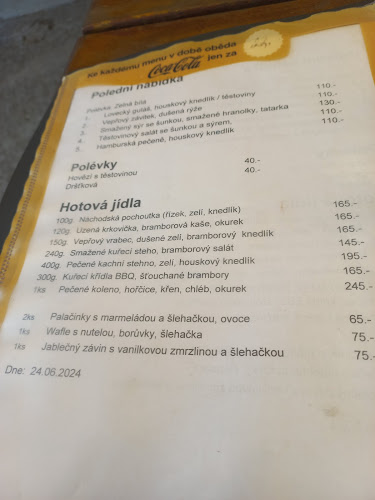 Ke každému menu v době oběda
Coca-Cola jen za
Polední nabídka
Polévka: Zelná bílá
1. Lovecký guláš, houskový knedlík / těstoviny 110.-
2. Vepřový závitek, dušená rýže 110.-
3. Smažený sýr se šunkou, smažené hranolky, tatarka 130.-
4. Těstovinový salát se šunkou a sýrem, 110.-
5. Hamburská pečeně, houskový knedlík 110.-
Polévky
Hovězí s těstovinou 40.-
Dršťková 40.-
Hotová jídla
100g Náchodská pochoutka (řízek, zelí, knedlík) 165.-
120g Uzená krkovička, bramborová kaše, okurek 165.-
150g Vepřový vrabec, dušené zelí, bramborový knedlík 165.-
240g Smažené kuřecí steho, bramborový salát 145.-
400g Pečené kachní stehno, zelí, houskový knedlík 195.-
300g Kuřecí křídla BBQ, šťouchané brambory 165.-
1ks Pečené koleno, hořčice, křen, chléb, okurek 245.-
2ks Palačinky s marmeládou a šlehačkou, ovoce 65.-
1ks Wafle s nutelou, borůvky, šlehačka 75.-
1ks Jablečný závin s vanilkovou zmrzlinou a šlehačkou 75.-
Dne: 24.06.2024